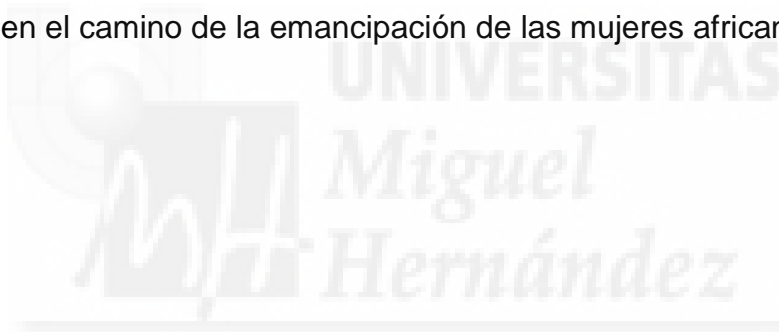 en el camino de la emancipación de las mujeres
UNIVERSITAS
Miguel
Hernández